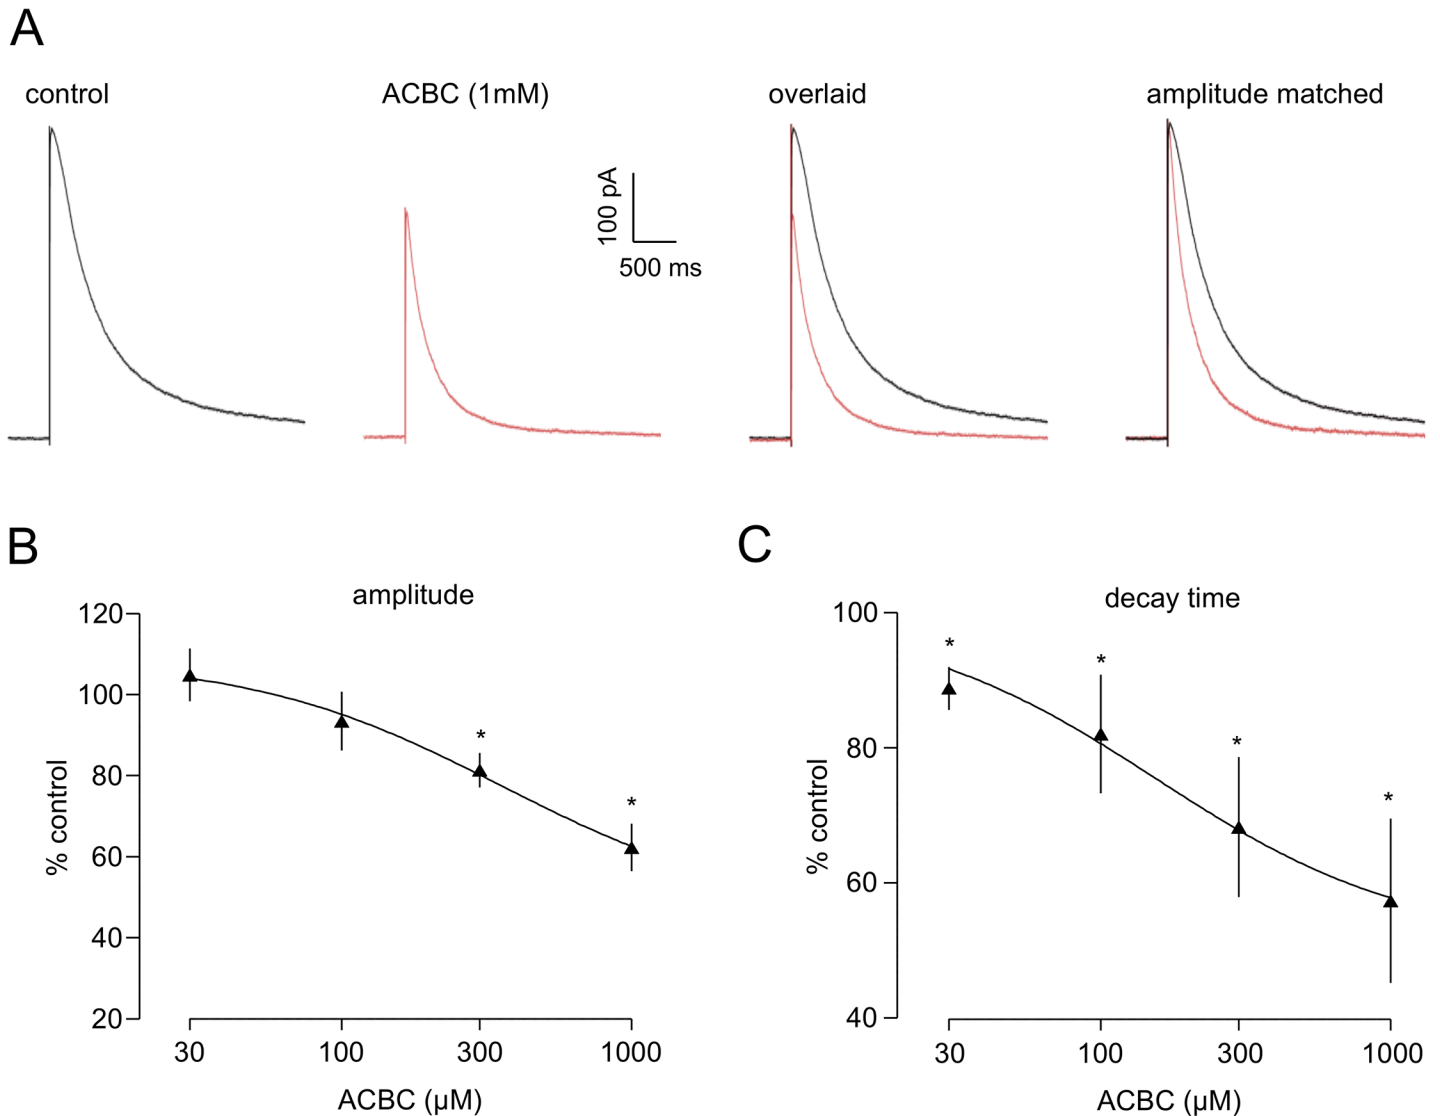 A
control
ACBC (1mM)
overlaid
amplitude matched
100 pA
500 ms
B
amplitude
120
100
80
60
40
20
% control
*
*
30
100
300
1000
ACBC (µM)
C
decay time
100
80
60
40
% control
*
*
*
*
30
100
300
1000
ACBC (µM)